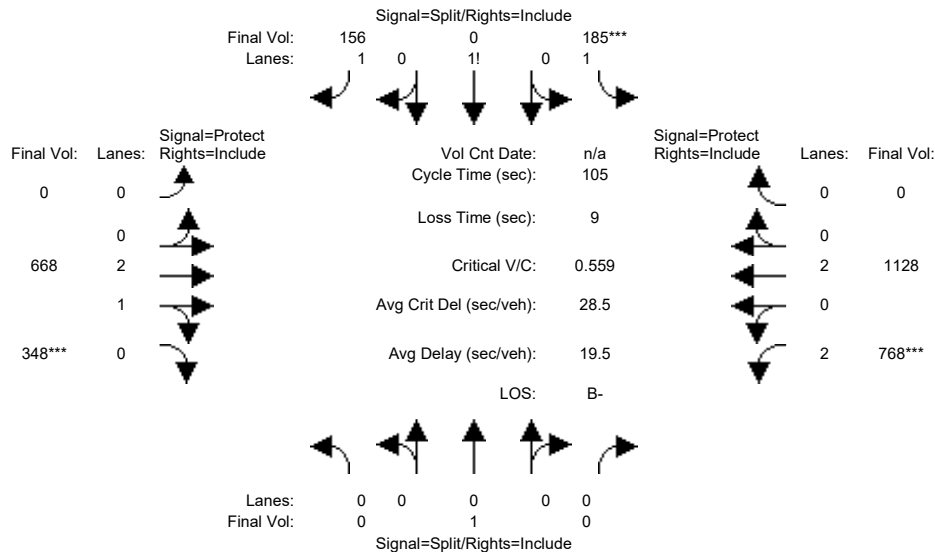 Signal=Split/Rights=Include
Final Vol: 156 0 185***
Lanes: 1 0 1! 0 1
Signal=Protect Signal=Protect
Final Vol: Lanes: Rights=Include Vol Cnt Date: n/a Rights=Include Lanes: Final Vol:
Cycle Time (sec): 105
0 0 0 0
Loss Time (sec): 9
0 0
668 2 Critical V/C: 0.559 2 1128
1 Avg Crit Del (sec/veh): 28.5 0
348*** 0 Avg Delay (sec/veh): 19.5 2 768***
LOS: B-
Lanes: 0 0 0 0 0
Final Vol: 0 1 0
Signal=Split/Rights=Include